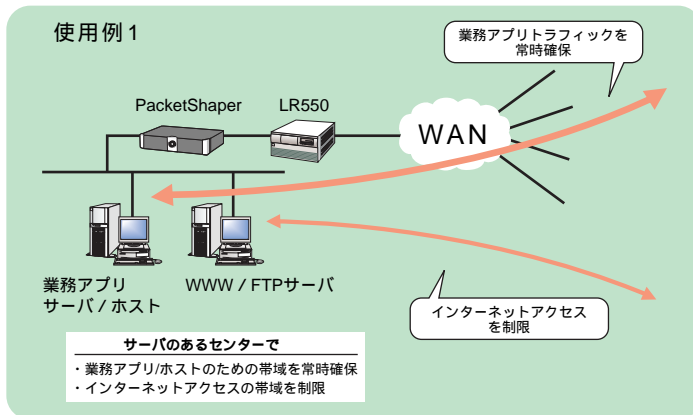 使用例1
業務アプリトラフィックを
常時確保
PacketShaper
LR550
WAN
業務アプリ
サーバ / ホスト
WWW / FTPサーバ
インターネットアクセス
を制限
サーバのあるセンターで
・業務アプリ/ホストのための帯域を常時確保
・インターネットアクセスの帯域を制限